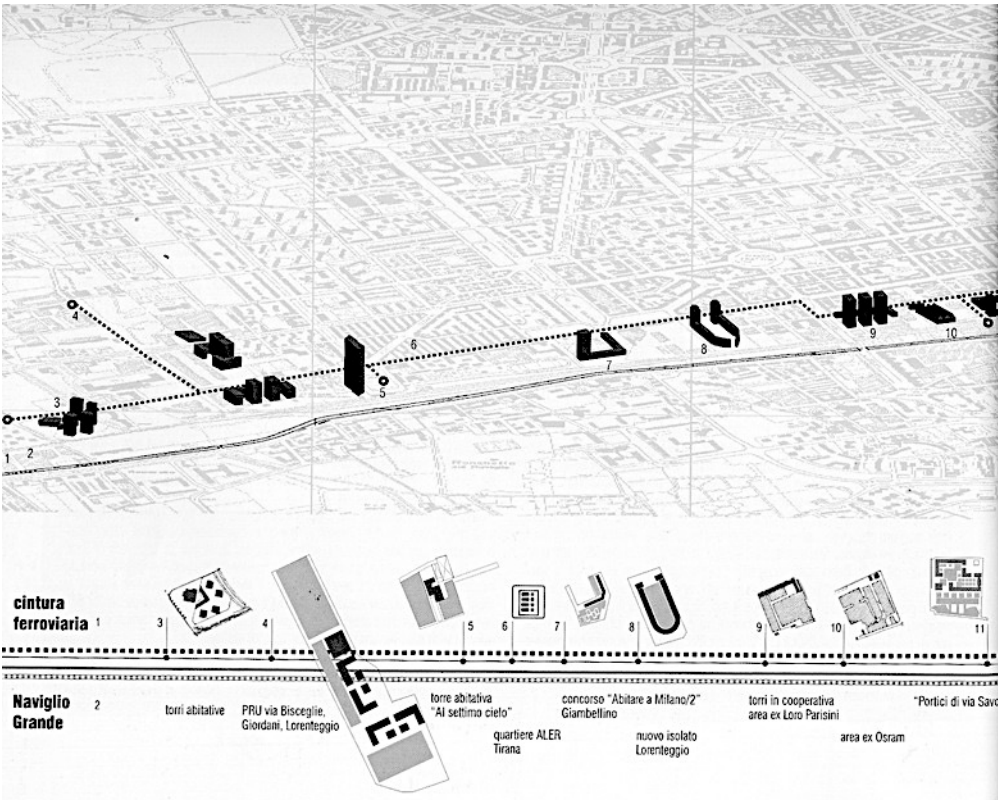 4
6
3
5
7
8
9
10
1
2
cintura
ferroviaria 1
3
4
5
6
7
8
9
10
11
Naviglio
Grande
2
torri abitative
PRU via Bisceglie,
Giordani, Lorenteggio
torre abitativa
"Al settimo cielo"
quartiere ALER
Tirana
concorso "Abitare a Milano/2"
Giambellino
nuovo isolato
Lorenteggio
torri in cooperativa
area ex Loro Parisini
area ex Osram
"Portici di via Savo